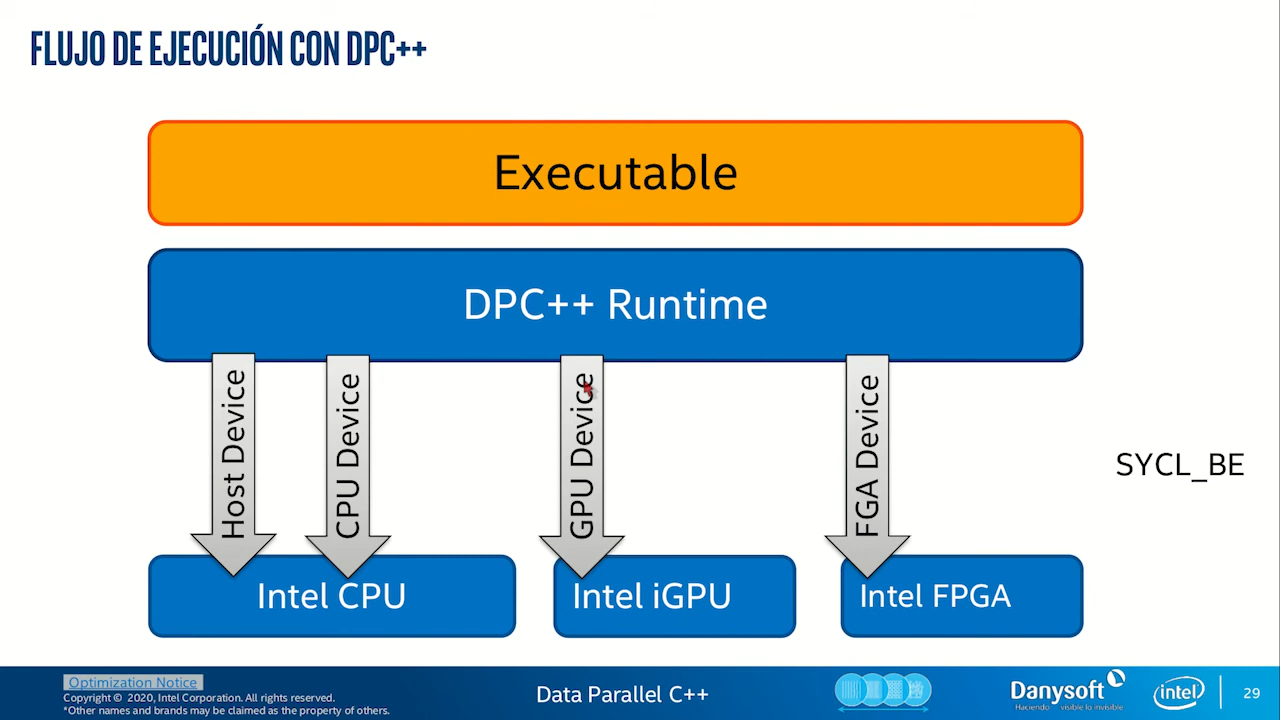 FLUJO DE EJECUCIÓN CON DPC++
Executable
DPC++ Runtime
Host Device
CPU Device
GPU Device
FGA Device
SYCL_BE
Intel CPU
Intel iGPU
Intel FPGA
Optimization Notice
Copyright © 2020, Intel Corporation. All rights reserved.
*Other names and brands may be claimed as the property of others.
Data Parallel C++
Danysoft
Haciendo visible lo invisible
intel
29